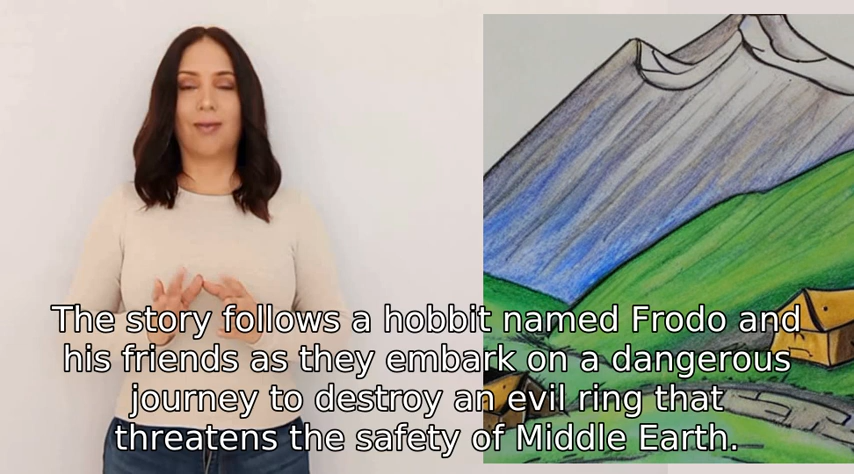 The story follows a hobbit named Frodo and
his friends as they embark on a dangerous
journey to destroy an evil ring that
threatens the safety of Middle Earth.